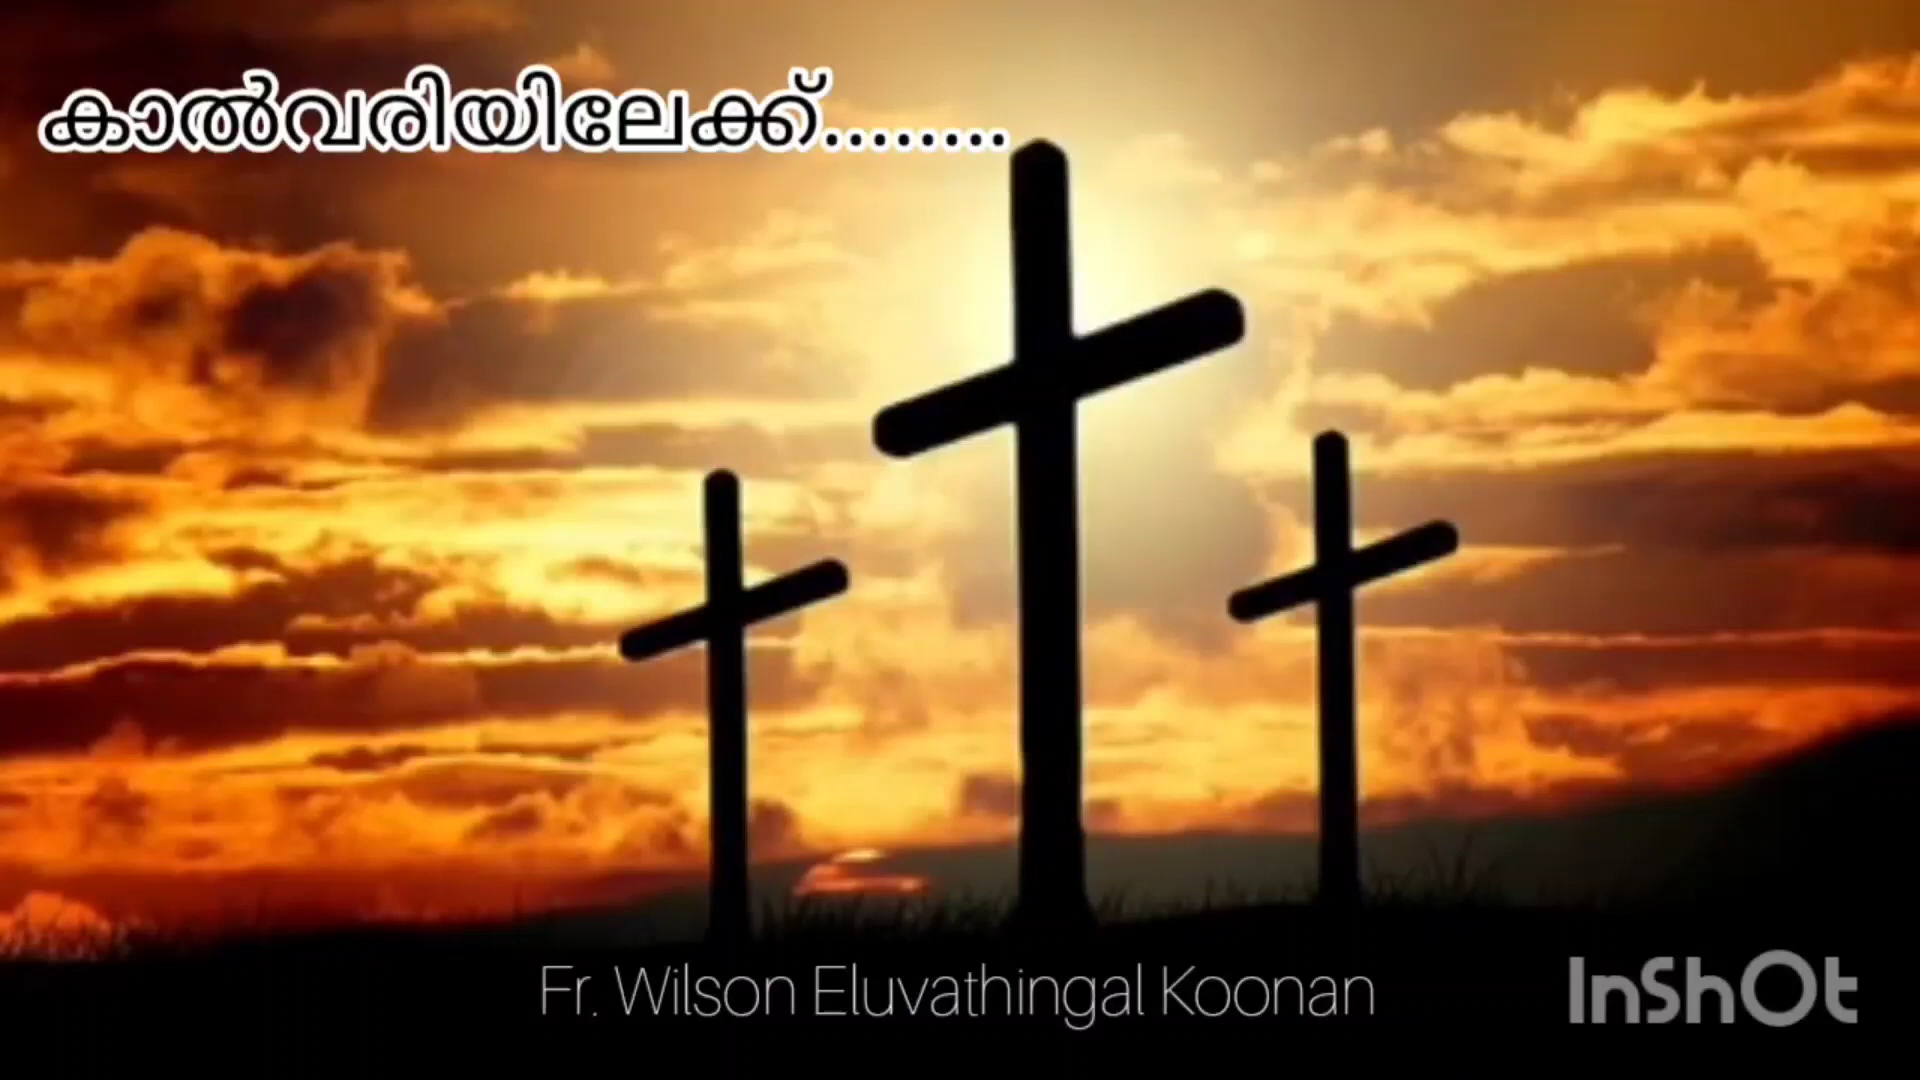 കാൽവരിയിലേക്ക്........
Fr. Wilson Eluvathingal Koonan
InShOt